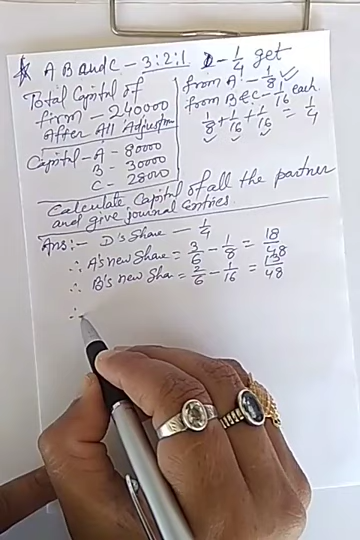 A B and C - 3:2:1 D - 1/4 get
from A - 1/8 ✓
from B & C - 1/16 each.
1/8 + 1/16 + 1/16 = 1/4
Total Capital of
firm - 240000
After All Adjustm
Capital - A - 80000
B - 30000
C - 28000
Calculate Capital of all the partner
and give journal Entries.
Ans:- D's Share - 1/4
∴ A's new Share = 3/6 - 1/8 = 18/48
∴ B's new Shar = 2/6 - 1/16 = 13/48
∴